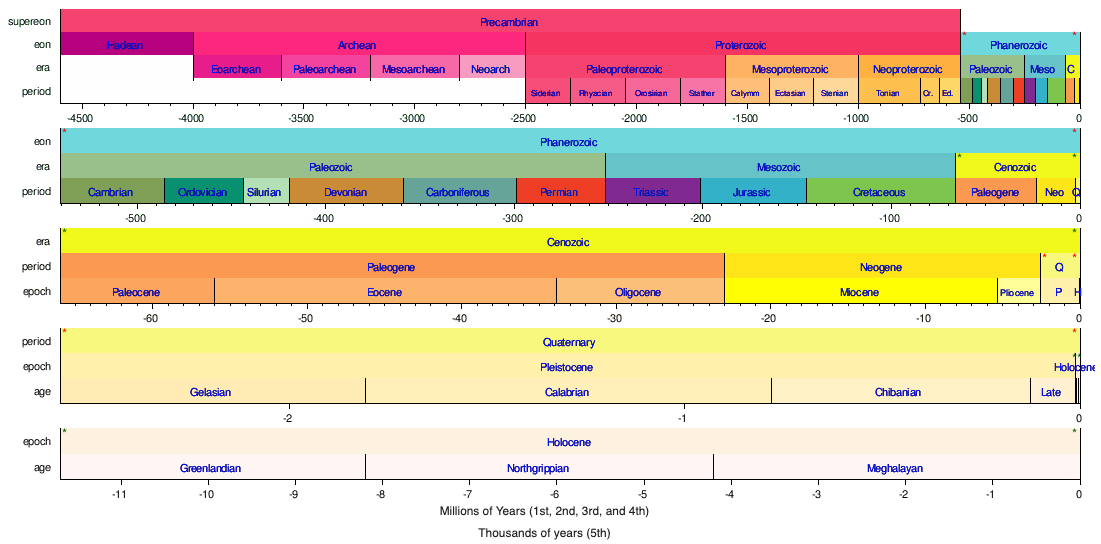 supereon Precambrian
eon Hadean Archean Proterozoic * Phanerozoic *
era Eoarchean Paleoarchean Mesoarchean Neoarch Paleoproterozoic Mesoproterozoic Neoproterozoic Paleozoic Meso C
period Siderian Rhyacian Orosirian Stather Calymm Ectasian Stenian Tonian Cr. Ed.
-4500 -4000 -3500 -3000 -2500 -2000 -1500 -1000 -500 0
eon * Phanerozoic *
era Paleozoic Mesozoic * Cenozoic *
period Cambrian Ordovician Silurian Devonian Carboniferous Permian Triassic Jurassic Cretaceous Paleogene Neo Q
-500 -400 -300 -200 -100 0
era * Cenozoic *
period Paleogene Neogene * Q *
epoch Paleocene Eocene Oligocene Miocene Pliocene P H
-60 -50 -40 -30 -20 -10 0
period * Quaternary *
epoch Pleistocene * * Holocene
age Gelasian Calabrian Chibanian Late
-2 -1 0
epoch * Holocene *
age Greenlandian Northgrippian Meghalayan
-11 -10 -9 -8 -7 -6 -5 -4 -3 -2 -1 0
Millions of Years (1st, 2nd, 3rd, and 4th)
Thousands of years (5th)